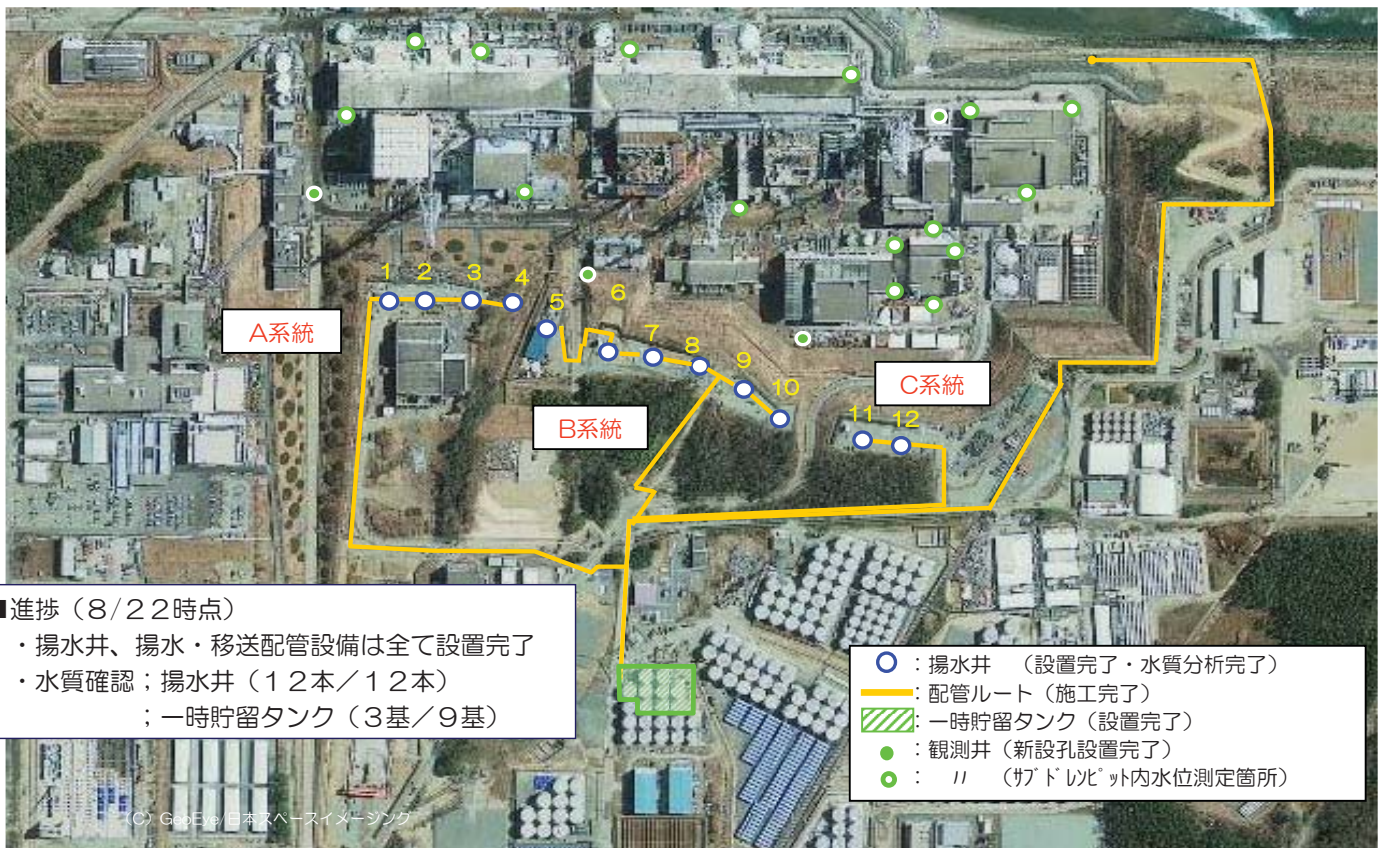 1 2 3 4
5 6
7 8
9
10
11 12
A系統
B系統
C系統
■進捗（8/22時点）
・揚水井、揚水・移送配管設備は全て設置完了
・水質確認；揚水井（12本／12本）
；一時貯留タンク（3基／9基）
：揚水井　（設置完了・水質分析完了）
：配管ルート（施工完了）
：一時貯留タンク（設置完了）
：観測井（新設孔設置完了）
：　〃　（ｻﾌﾞﾄﾞﾚﾝﾋﾟｯﾄ内水位測定箇所）
(C) GeoEye/日本スペースイメージング